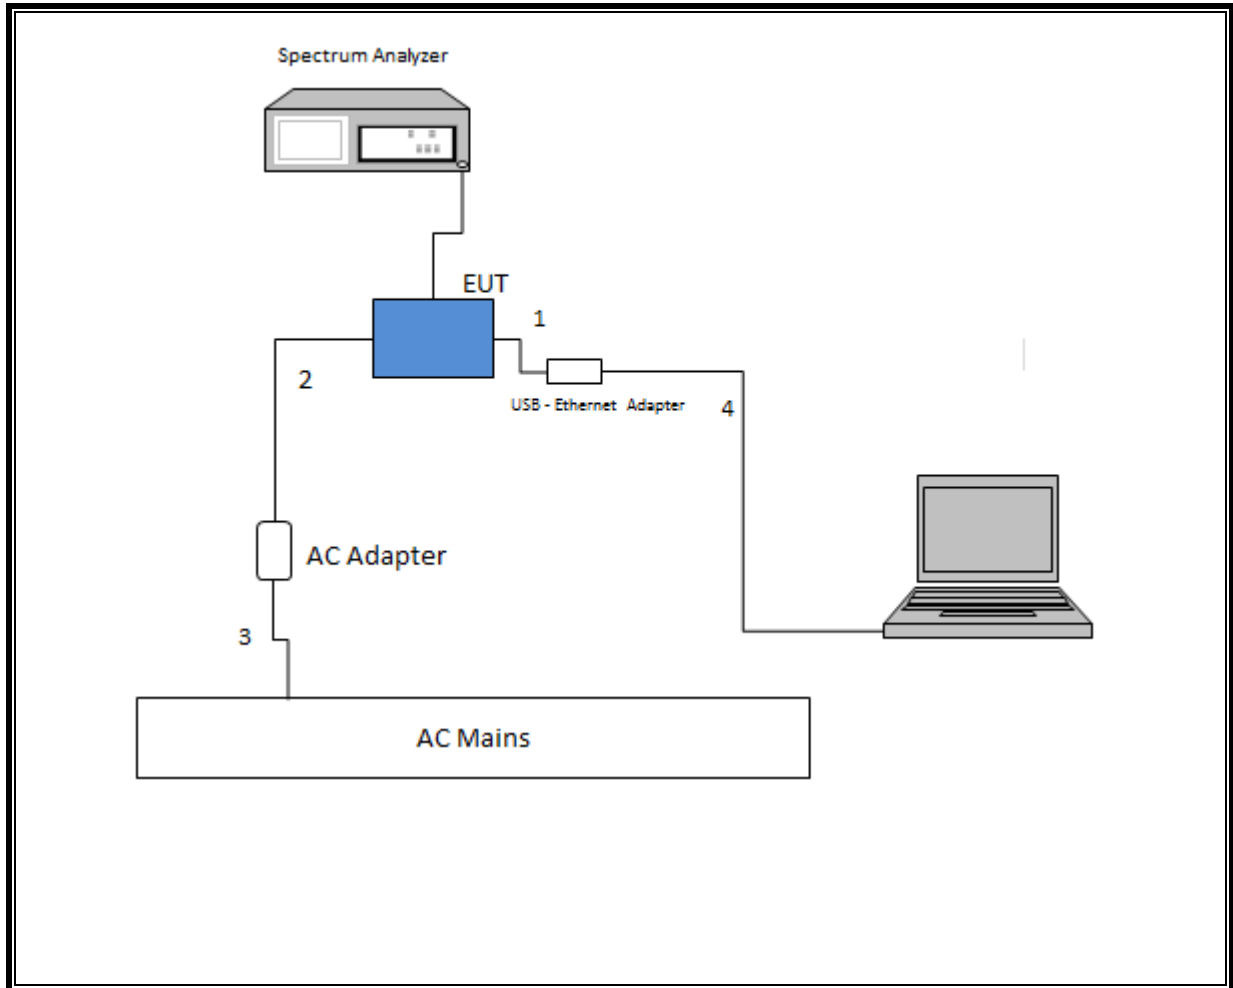 Spectrum Analyzer
EUT
1
2
USB - Ethernet Adapter
4
AC Adapter
3
AC Mains